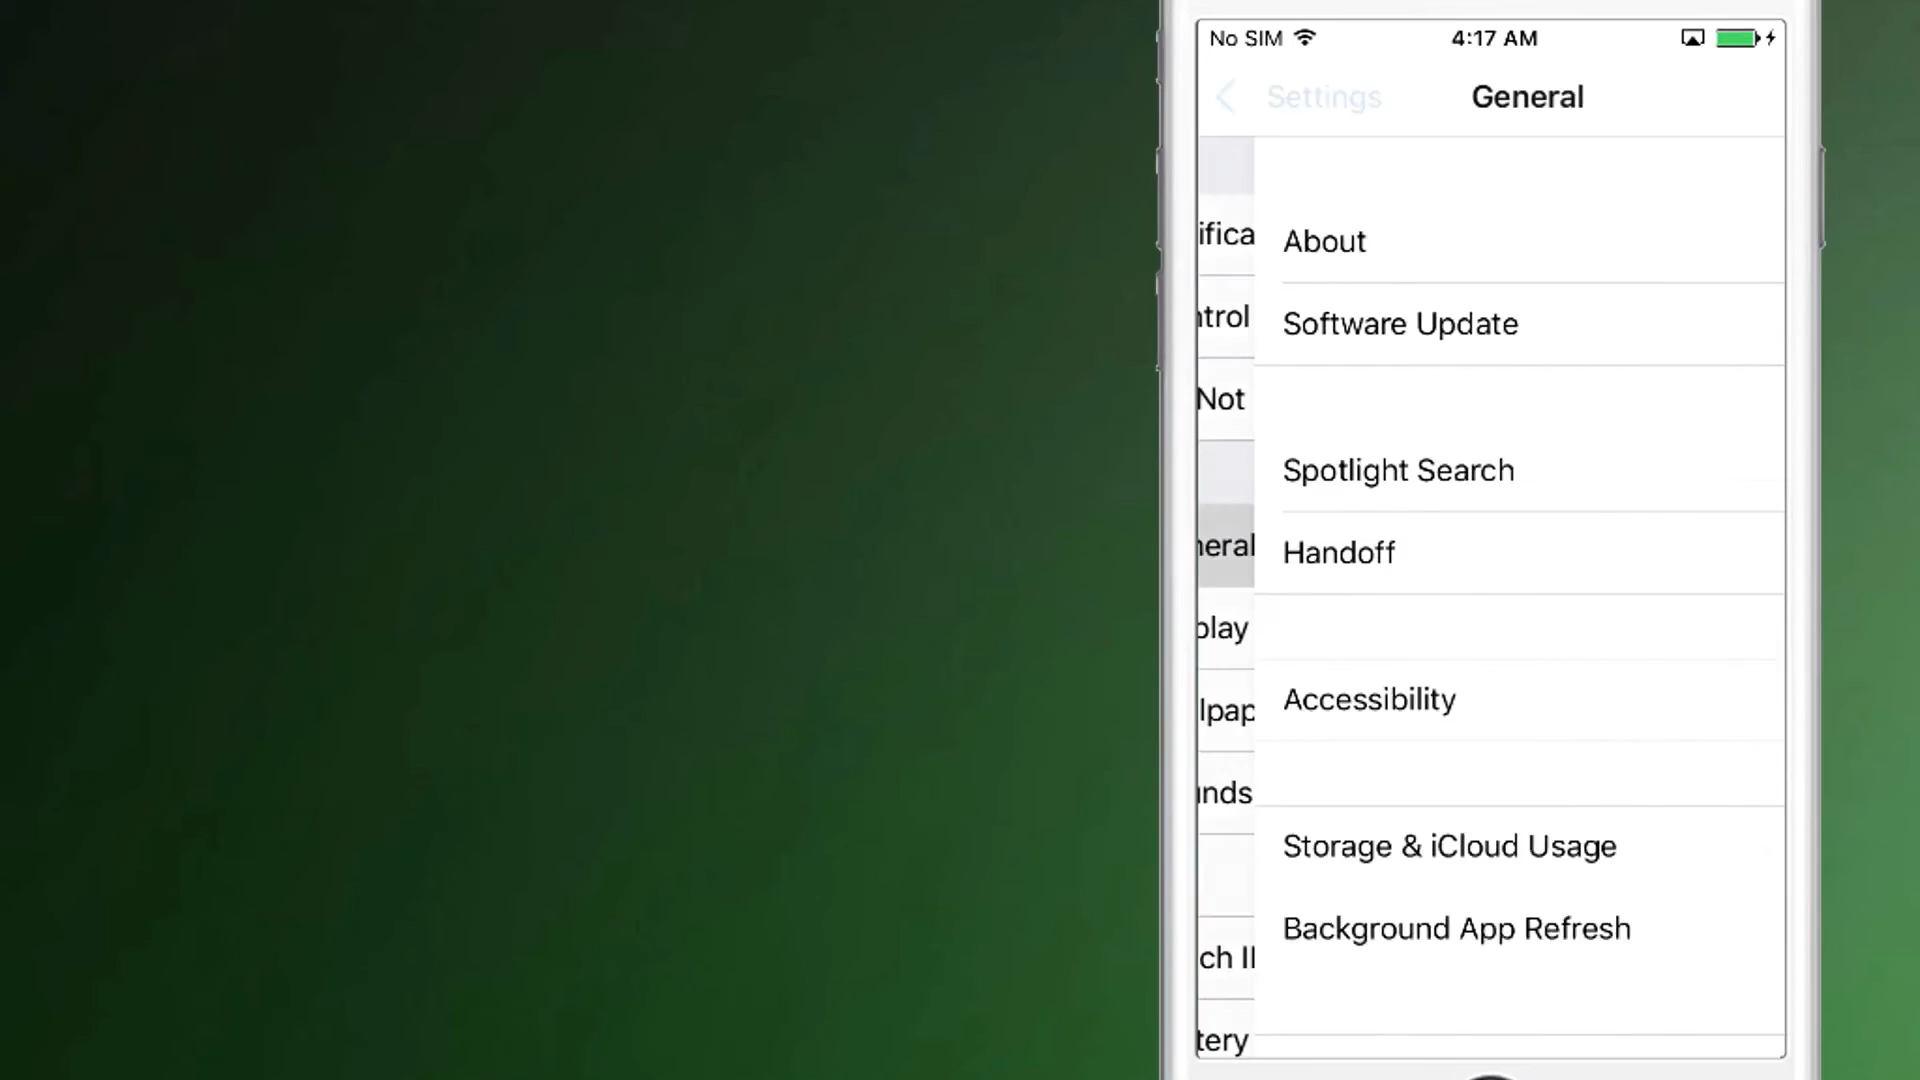 No SIM 4:17 AM
Settings General
ifica
About
ntrol
Software Update
Not
Spotlight Search
neral
Handoff
play
Accessibility
lpap
unds
Storage & iCloud Usage
Background App Refresh
ch II
tery